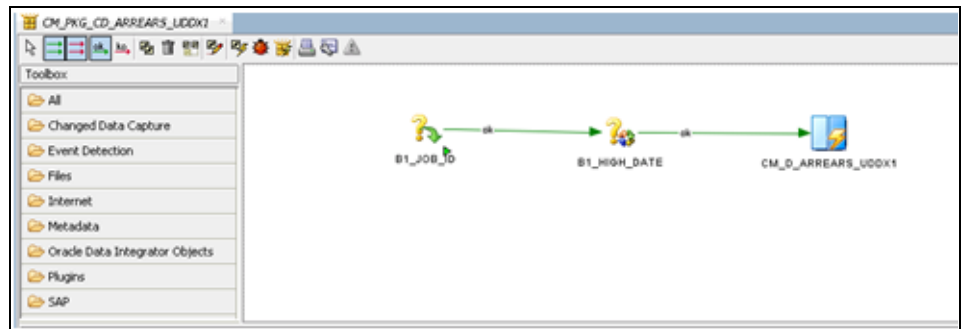 CM_PKG_CD_ARREARS_UDDX1
Toolbox
All
Changed Data Capture
Event Detection
Files
Internet
Metadata
Oracle Data Integrator Objects
Plugins
SAP
ok
ok
B1_JOB_ID
B1_HIGH_DATE
CM_D_ARREARS_UDDX1